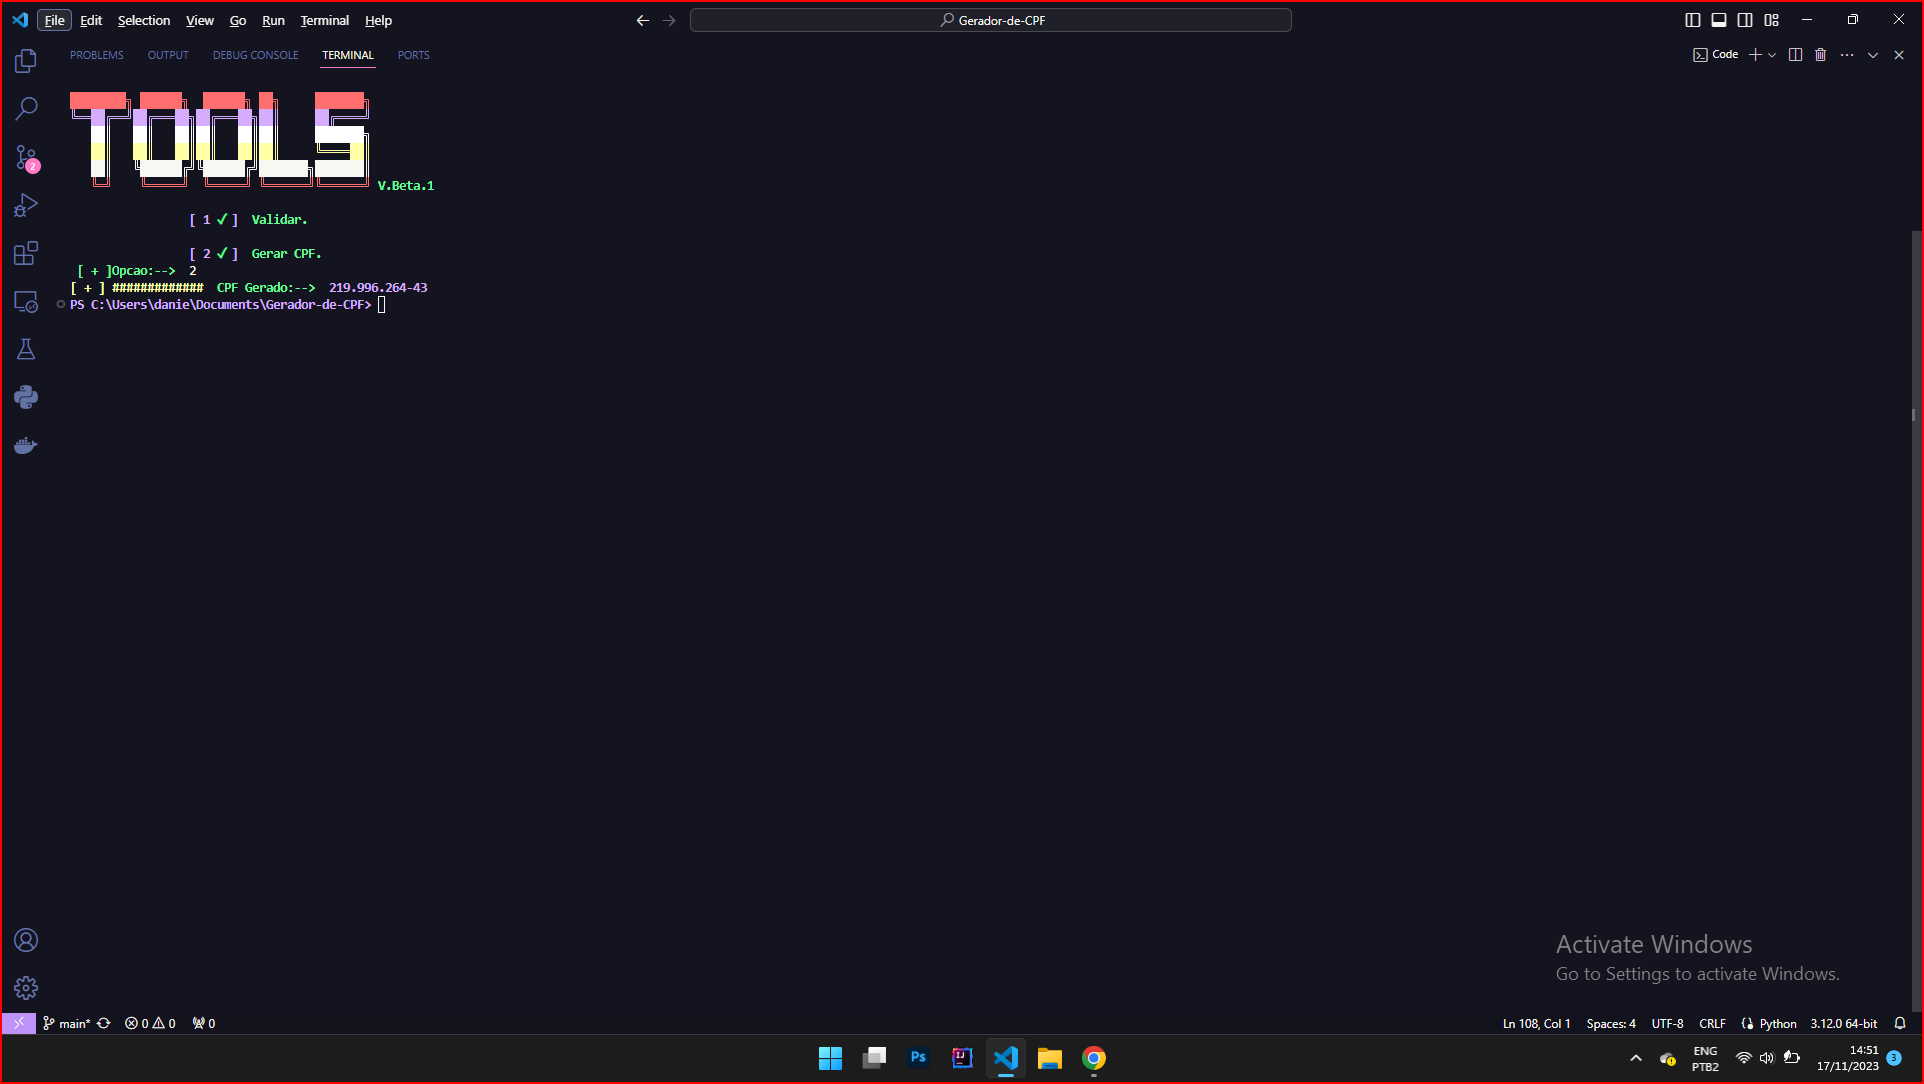 File Edit Selection View Go Run Terminal Help
Gerador-de-CPF
PROBLEMS OUTPUT DEBUG CONSOLE TERMINAL PORTS
Code
TOOLS
V.Beta.1
[ 1 ✓ ] Validar.
[ 2 ✓ ] Gerar CPF.
[ + ]Opcao:--> 2
[ + ] ############# CPF Gerado:--> 219.996.264-43
PS C:\Users\danie\Documents\Gerador-de-CPF>
2
Activate Windows
Go to Settings to activate Windows.
main* 0 0 0
Ln 108, Col 1 Spaces: 4 UTF-8 CRLF Python 3.12.0 64-bit
Ps IJ
ENG
PTB2
14:51
17/11/2023
3